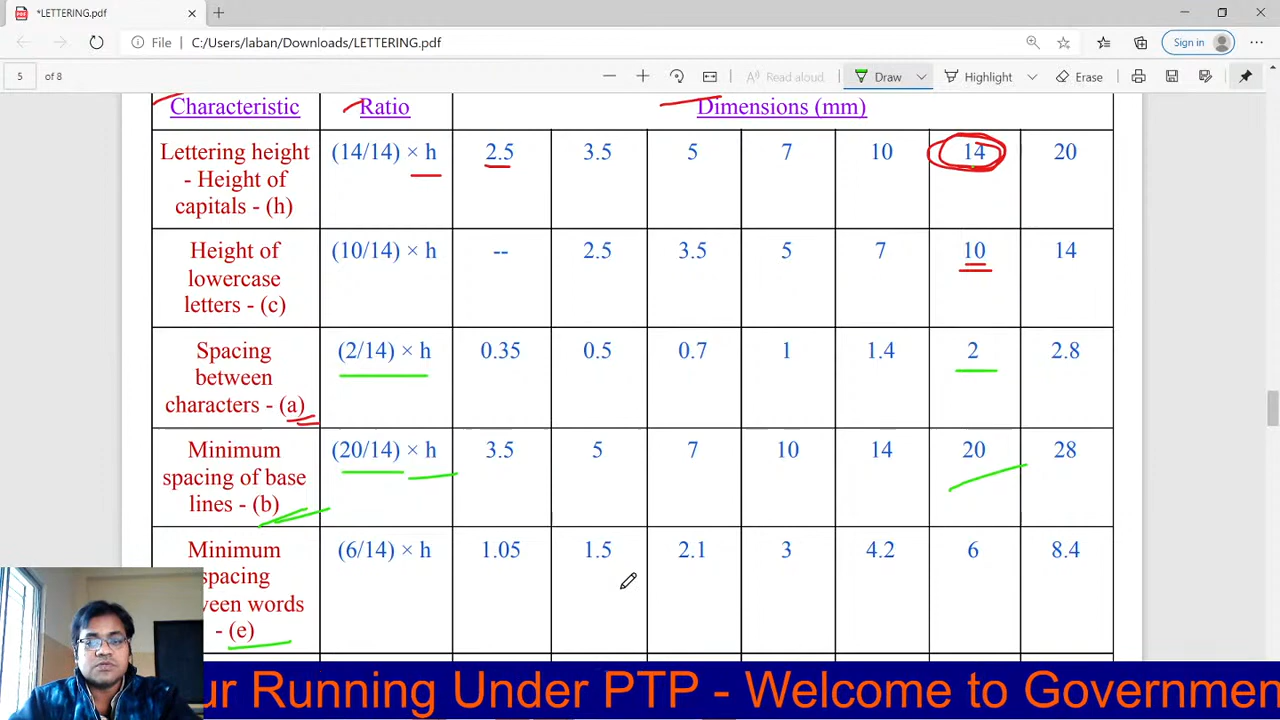 *LETTERING.pdf
File C:/Users/laban/Downloads/LETTERING.pdf Sign in
5 of 8 Read aloud Draw Highlight Erase
Characteristic Ratio Dimensions (mm)
Lettering height (14/14) × h 2.5 3.5 5 7 10 14 20
- Height of
capitals - (h)
Height of (10/14) × h -- 2.5 3.5 5 7 10 14
lowercase
letters - (c)
Spacing (2/14) × h 0.35 0.5 0.7 1 1.4 2 2.8
between
characters - (a)
Minimum (20/14) × h 3.5 5 7 10 14 20 28
spacing of base
lines - (b)
Minimum (6/14) × h 1.05 1.5 2.1 3 4.2 6 8.4
spacing
ween words
- (e)
ur Running Under PTP - Welcome to Governmen